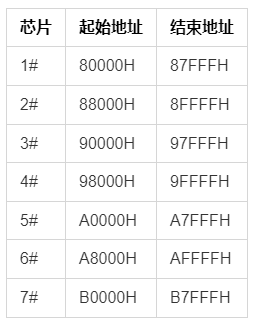 芯片 起始地址 结束地址
1# 80000H 87FFFH
2# 88000H 8FFFFH
3# 90000H 97FFFH
4# 98000H 9FFFFH
5# A0000H A7FFFH
6# A8000H AFFFFH
7# B0000H B7FFFH